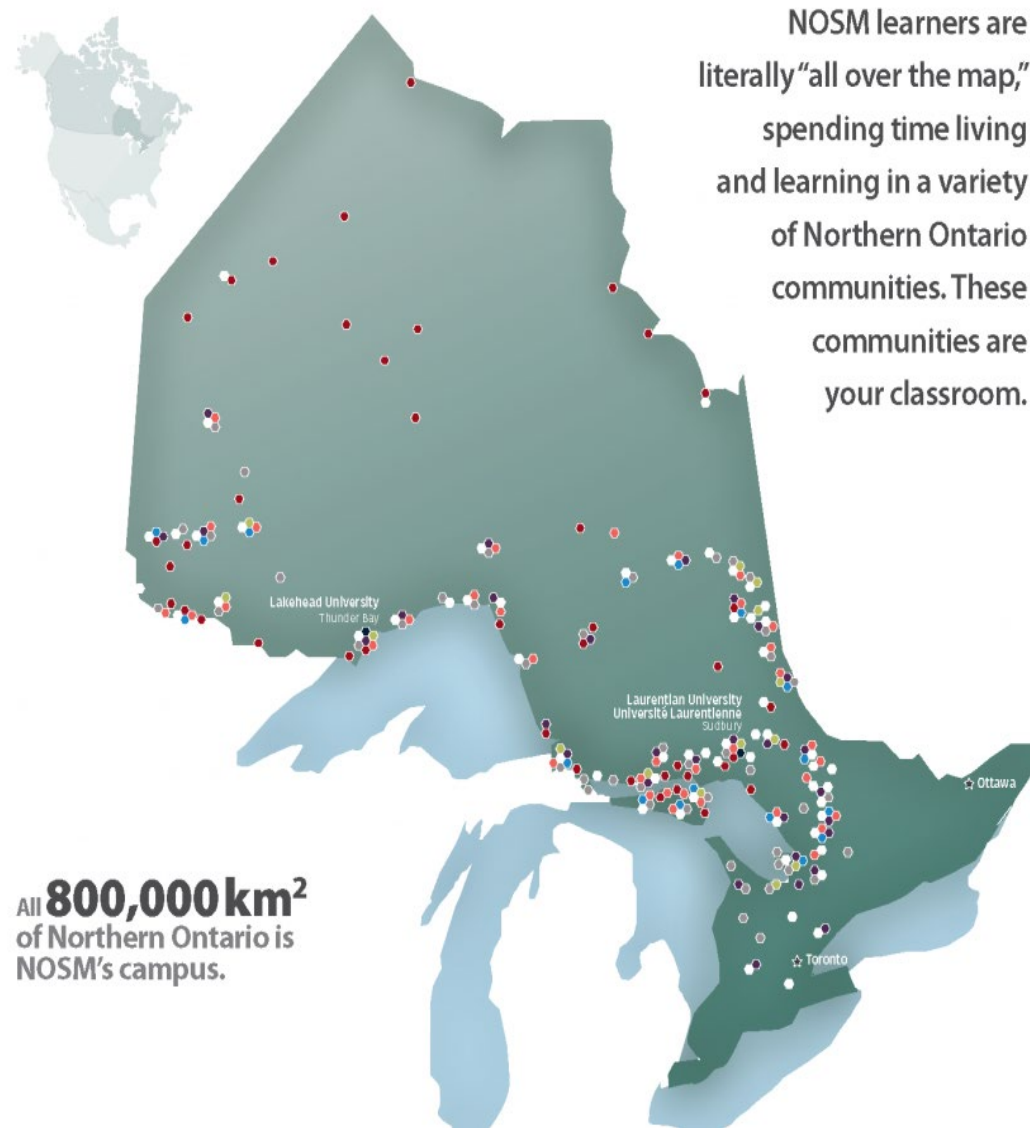 NOSM learners are
literally “all over the map,”
spending time living
and learning in a variety
of Northern Ontario
communities. These
communities are
your classroom.
Lakehead University
Thunder Bay
Laurentian University
Université Laurentienne
Sudbury
Ottawa
All 800,000 km²
of Northern Ontario is
NOSM’s campus.
Toronto